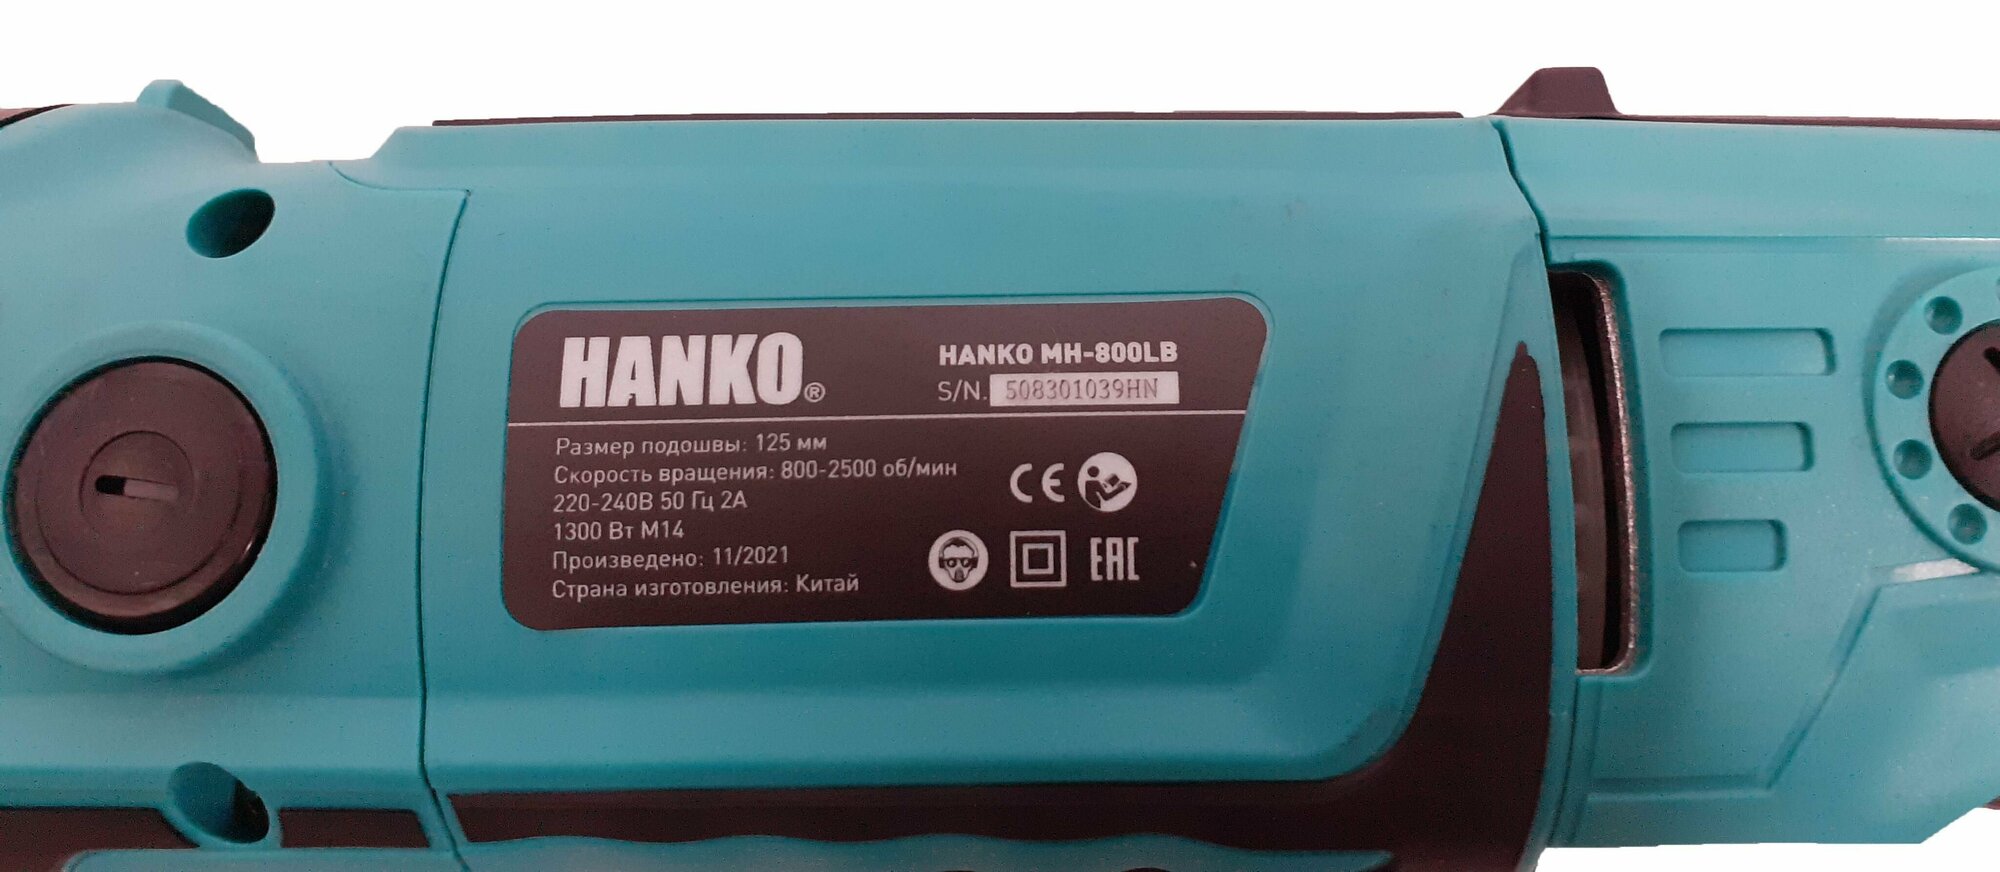 HANKO®
HANKO MH-800LB
S/N. 508301039HN
Размер подошвы: 125 мм
Скорость вращения: 800-2500 об/мин
220-240В 50 Гц 2А
1300 Вт М14
Произведено: 11/2021
Страна изготовления: Китай
CE
EAC